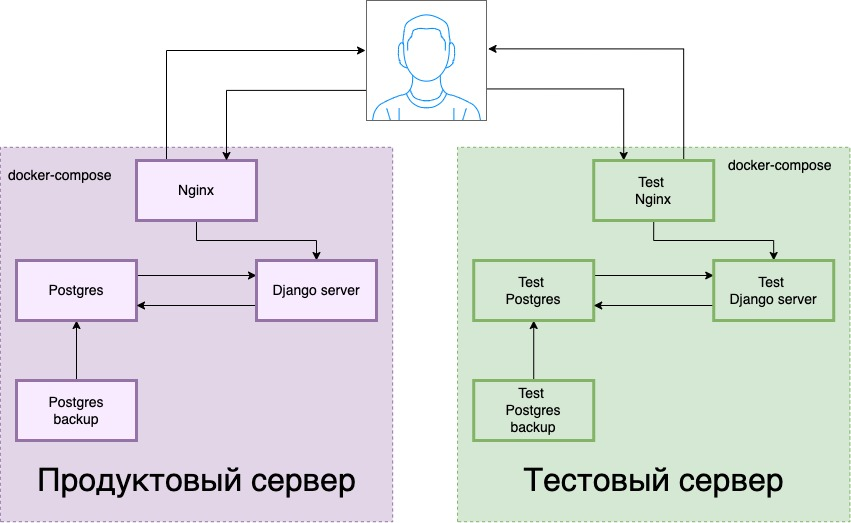 docker-compose
Nginx
Postgres
Django server
Postgres
backup
Продуктовый сервер
docker-compose
Test
Nginx
Test
Postgres
Test
Django server
Test
Postgres
backup
Тестовый сервер